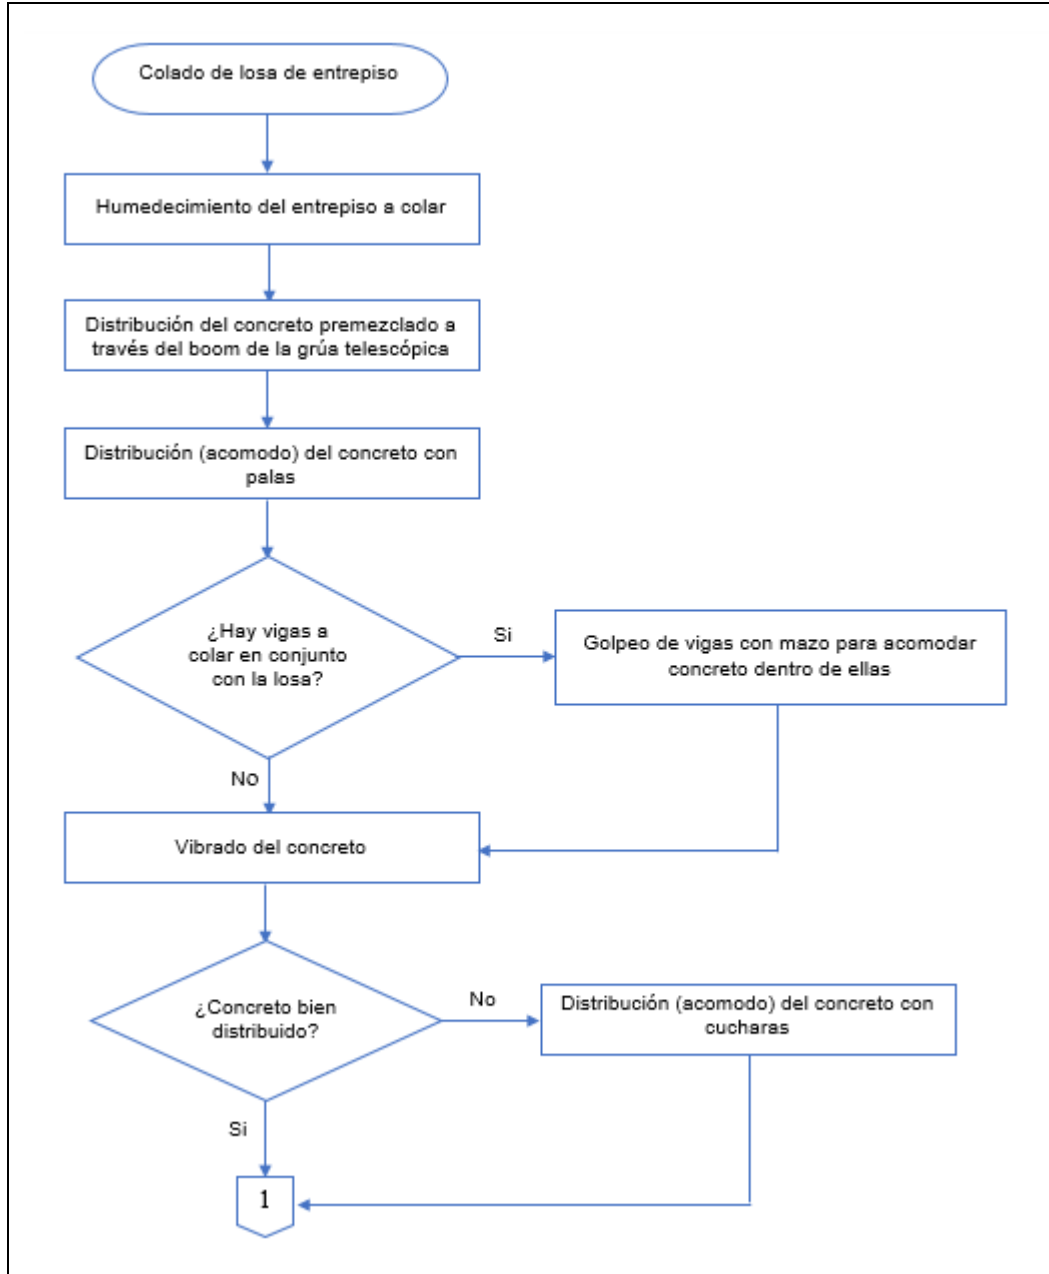 Colado de losa de entrepiso
Humedecimiento del entrepiso a colar
Distribución del concreto premezclado a
través del boom de la grúa telescópica
Distribución (acomodo) del concreto con
palas
¿Hay vigas a
colar en conjunto
con la losa?
Si
Golpeo de vigas con mazo para acomodar
concreto dentro de ellas
No
Vibrado del concreto
¿Concreto bien
distribuido?
No
Distribución (acomodo) del concreto con
cucharas
Si
1